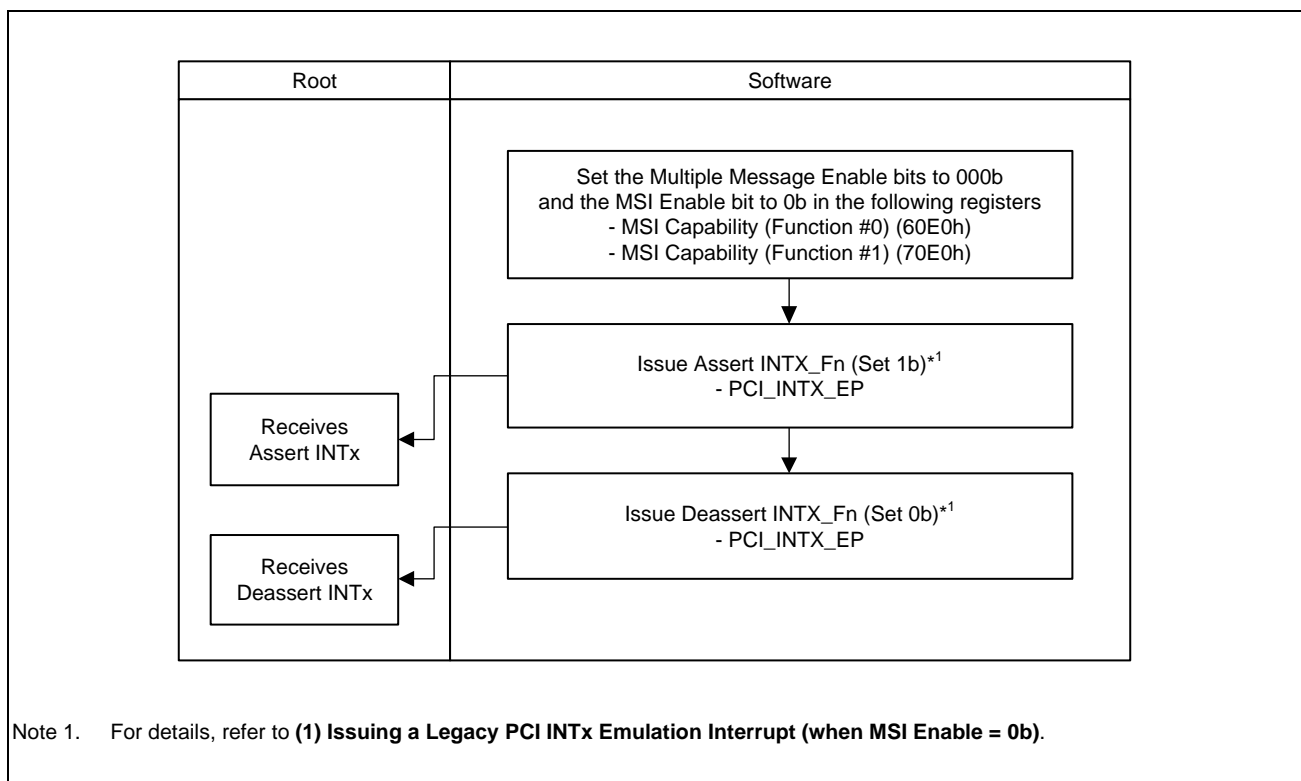 Root
Software
Set the Multiple Message Enable bits to 000b
and the MSI Enable bit to 0b in the following registers
- MSI Capability (Function #0) (60E0h)
- MSI Capability (Function #1) (70E0h)
Issue Assert INTX_Fn (Set 1b)*1
- PCI_INTX_EP
Receives
Assert INTx
Issue Deassert INTX_Fn (Set 0b)*1
- PCI_INTX_EP
Receives
Deassert INTx
Note 1. For details, refer to (1) Issuing a Legacy PCI INTx Emulation Interrupt (when MSI Enable = 0b).